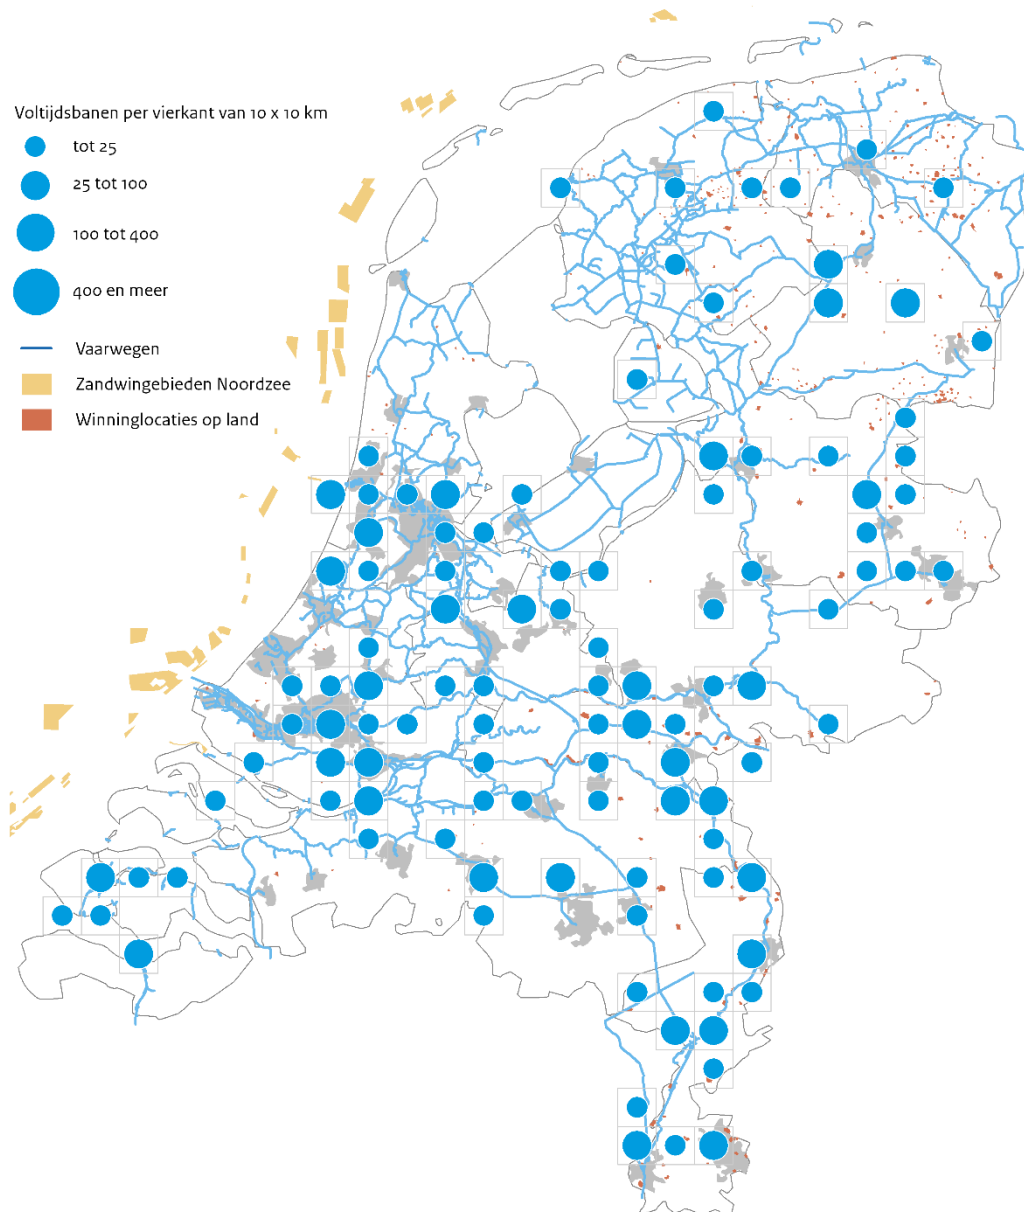 Voltijdsbanen per vierkant van 10 x 10 km
tot 25
25 tot 100
100 tot 400
400 en meer
Vaarwegen
Zandwingebieden Noordzee
Winninglocaties op land